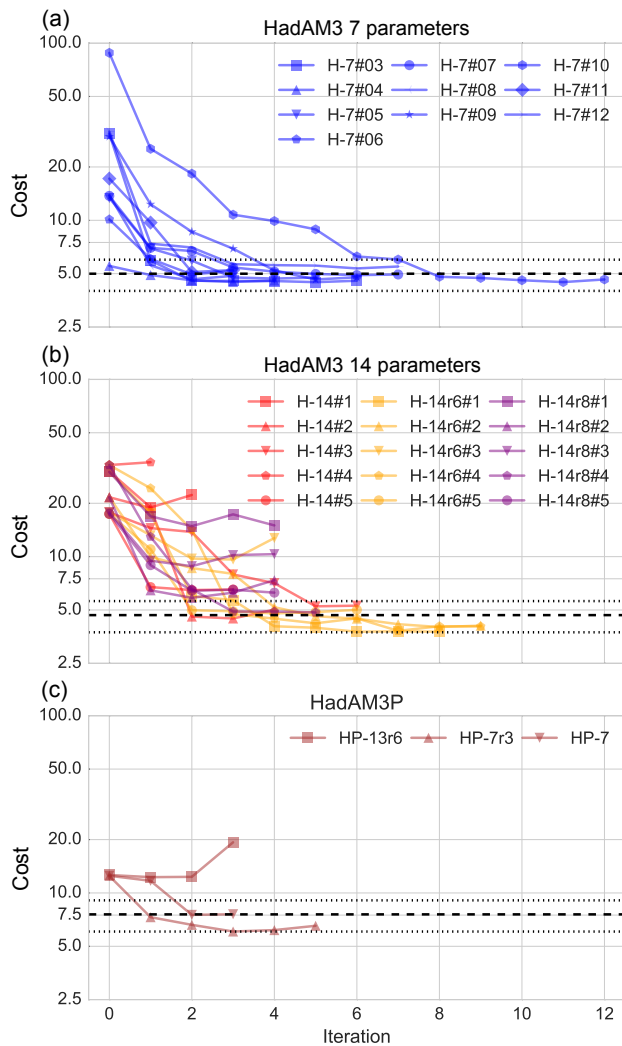 (a)
HadAM3 7 parameters
100.0
50.0
20.0
10.0
7.5
5.0
2.5
Cost
H-7#03 H-7#07 H-7#10
H-7#04 H-7#08 H-7#11
H-7#05 H-7#09 H-7#12
H-7#06
(b)
HadAM3 14 parameters
100.0
50.0
20.0
10.0
7.5
5.0
2.5
Cost
H-14#1 H-14r6#1 H-14r8#1
H-14#2 H-14r6#2 H-14r8#2
H-14#3 H-14r6#3 H-14r8#3
H-14#4 H-14r6#4 H-14r8#4
H-14#5 H-14r6#5 H-14r8#5
(c)
HadAM3P
100.0
50.0
20.0
10.0
7.5
5.0
2.5
Cost
HP-13r6 HP-7r3 HP-7
0 2 4 6 8 10 12
Iteration